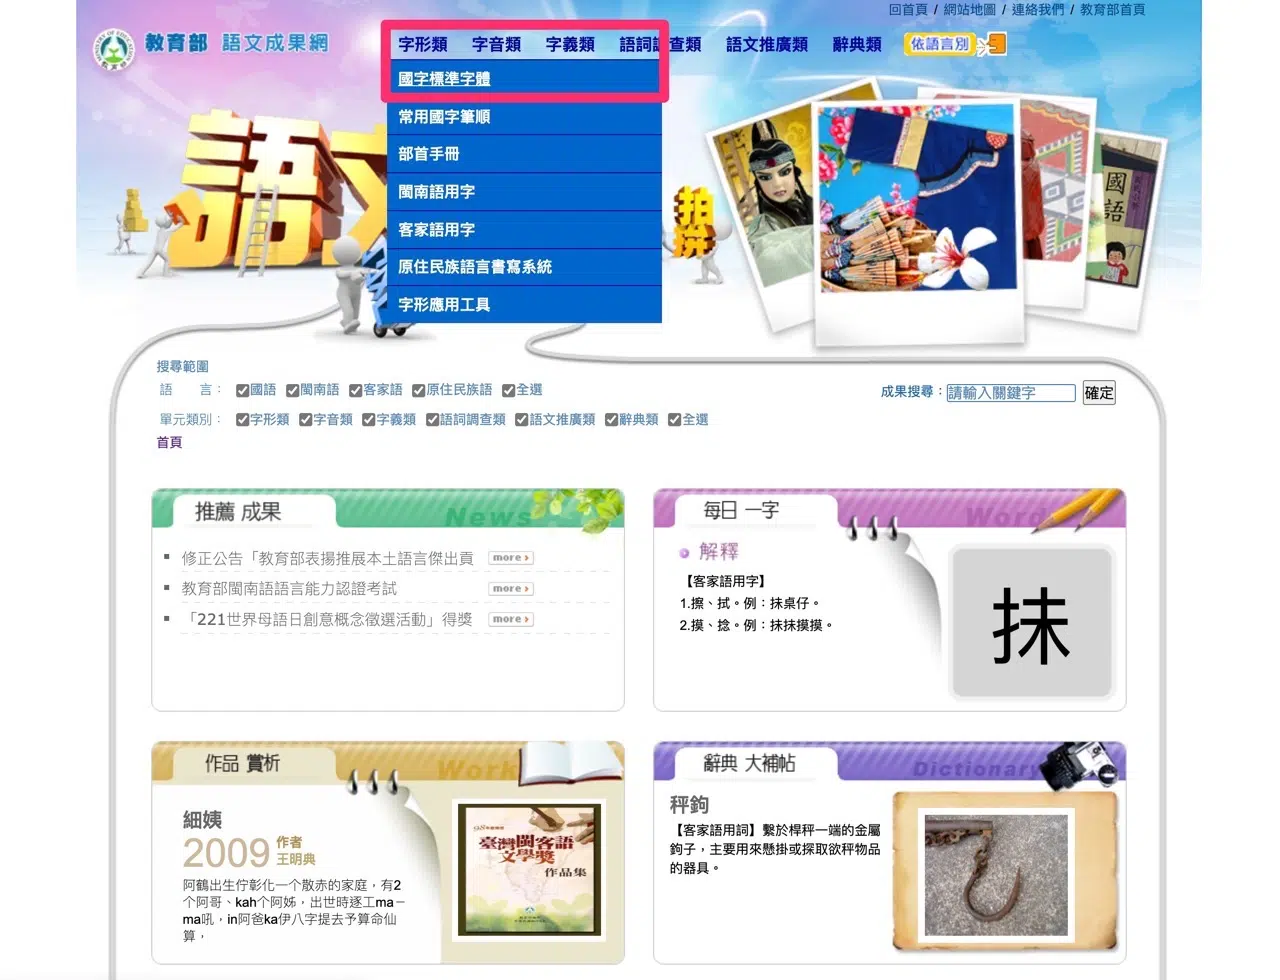 回首頁 / 網站地圖 / 連絡我們 / 教育部首頁
教育部 語文成果網
字形類 字音類 字義類 語詞調查類 語文推廣類 辭典類 依語言別
國字標準字體
常用國字筆順
部首手冊
閩南語用字
客家語用字
原住民族語言書寫系統
字形應用工具
語文
拍拚
國語
搜尋範圍
語 言： 國語 閩南語 客家語 原住民族語 全選
成果搜尋：請輸入關鍵字 確定
單元類別： 字形類 字音類 字義類 語詞調查類 語文推廣類 辭典類 全選
首頁
推薦 成果
News
修正公告「教育部表揚推展本土語言傑出貢 more
教育部閩南語語言能力認證考試 more
「221世界母語日創意概念徵選活動」得獎 more
每日 一字
Word
解釋
【客家語用字】
1.擦、拭。例：抹桌仔。
2.摸、捻。例：抹抹摸摸。
抹
作品 賞析
Work
細姨
2009 作者
王明典
阿鶴出生佇彰化一个散赤的家庭，有2
个阿哥、kah个阿姊，出世時逐工ma－
ma吼，in阿爸ka伊八字提去予算命仙
算，
臺灣閩客語
文學獎
作品集
辭典 大補帖
Dictionary
秤鉤
【客家語用詞】繫於桿秤一端的金屬
鉤子，主要用來懸掛或採取欲秤物品
的器具。